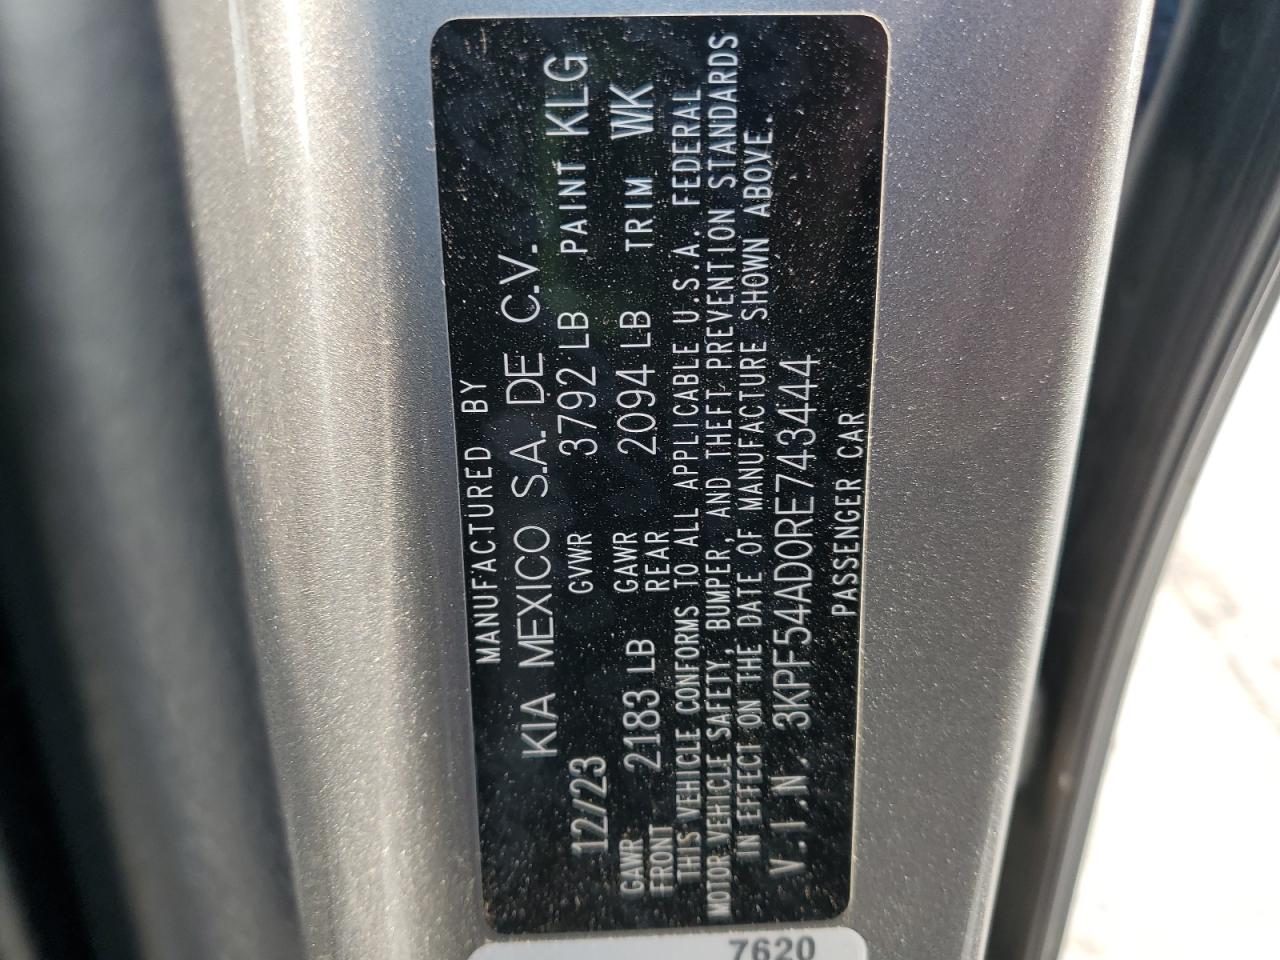 MANUFACTURED BY
KIA MEXICO S.A. DE C.V.
12/23 GVWR 3792 LB PAINT KLG
GAWR FRONT 2183 LB GAWR REAR 2094 LB TRIM WK
THIS VEHICLE CONFORMS TO ALL APPLICABLE U.S.A. FEDERAL
MOTOR VEHICLE SAFETY, BUMPER, AND THEFT PREVENTION STANDARDS
IN EFFECT ON THE DATE OF MANUFACTURE SHOWN ABOVE.
V.I.N. 3KPF54AD0RE743444
PASSENGER CAR
7620